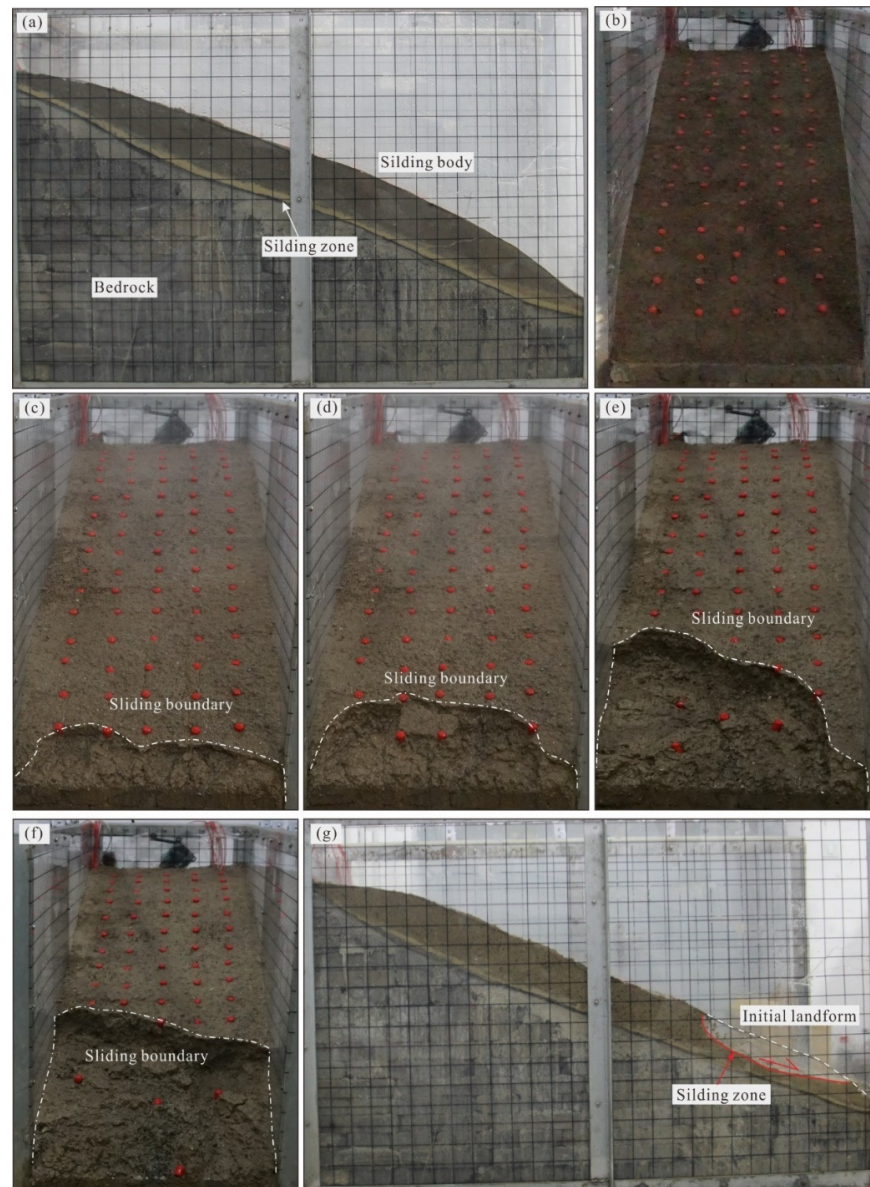 (a)
Silding body
Silding zone
Bedrock
(b)
(c)
Sliding boundary
(d)
Sliding boundary
(e)
Sliding boundary
(f)
Sliding boundary
(g)
Initial landform
Silding zone